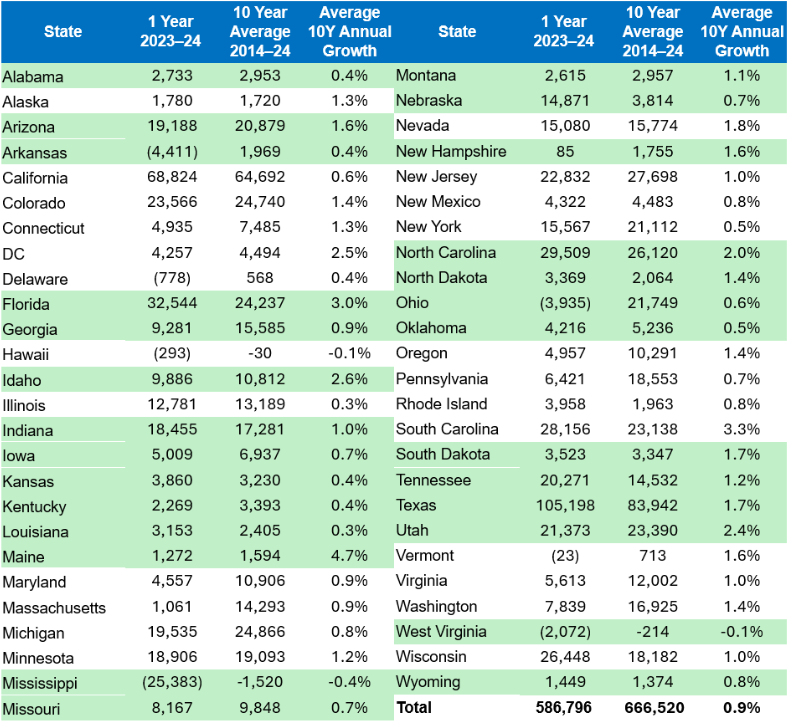 State 1 Year 2023–24 10 Year Average 2014–24 Average 10Y Annual Growth State 1 Year 2023–24 10 Year Average 2014–24 Average 10Y Annual Growth
Alabama 2,733 2,953 0.4% Montana 2,615 2,957 1.1%
Alaska 1,780 1,720 1.3% Nebraska 14,871 3,814 0.7%
Arizona 19,188 20,879 1.6% Nevada 15,080 15,774 1.8%
Arkansas (4,411) 1,969 0.4% New Hampshire 85 1,755 1.6%
California 68,824 64,692 0.6% New Jersey 22,832 27,698 1.0%
Colorado 23,566 24,740 1.4% New Mexico 4,322 4,483 0.8%
Connecticut 4,935 7,485 1.3% New York 15,567 21,112 0.5%
DC 4,257 4,494 2.5% North Carolina 29,509 26,120 2.0%
Delaware (778) 568 0.4% North Dakota 3,369 2,064 1.4%
Florida 32,544 24,237 3.0% Ohio (3,935) 21,749 0.6%
Georgia 9,281 15,585 0.9% Oklahoma 4,216 5,236 0.5%
Hawaii (293) -30 -0.1% Oregon 4,957 10,291 1.4%
Idaho 9,886 10,812 2.6% Pennsylvania 6,421 18,553 0.7%
Illinois 12,781 13,189 0.3% Rhode Island 3,958 1,963 0.8%
Indiana 18,455 17,281 1.0% South Carolina 28,156 23,138 3.3%
Iowa 5,009 6,937 0.7% South Dakota 3,523 3,347 1.7%
Kansas 3,860 3,230 0.4% Tennessee 20,271 14,532 1.2%
Kentucky 2,269 3,393 0.4% Texas 105,198 83,942 1.7%
Louisiana 3,153 2,405 0.3% Utah 21,373 23,390 2.4%
Maine 1,272 1,594 4.7% Vermont (23) 713 1.6%
Maryland 4,557 10,906 0.9% Virginia 5,613 12,002 1.0%
Massachusetts 1,061 14,293 0.9% Washington 7,839 16,925 1.4%
Michigan 19,535 24,866 0.8% West Virginia (2,072) -214 -0.1%
Minnesota 18,906 19,093 1.2% Wisconsin 26,448 18,182 1.0%
Mississippi (25,383) -1,520 -0.4% Wyoming 1,449 1,374 0.8%
Missouri 8,167 9,848 0.7% Total 586,796 666,520 0.9%